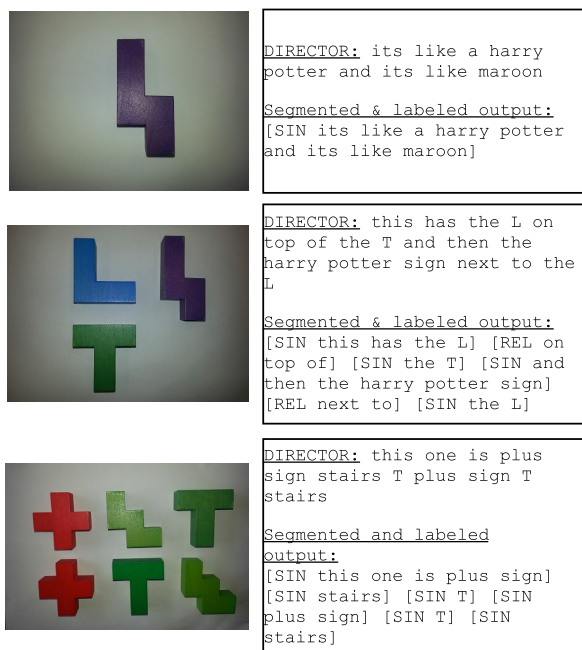 DIRECTOR: its like a harry
potter and its like maroon
Segmented & labeled output:
[SIN its like a harry potter
and its like maroon]
DIRECTOR: this has the L on
top of the T and then the
harry potter sign next to the
L
Segmented & labeled output:
[SIN this has the L] [REL on
top of] [SIN the T] [SIN and
then the harry potter sign]
[REL next to] [SIN the L]
DIRECTOR: this one is plus
sign stairs T plus sign T
stairs
Segmented and labeled
output:
[SIN this one is plus sign]
[SIN stairs] [SIN T] [SIN
plus sign] [SIN T] [SIN
stairs]